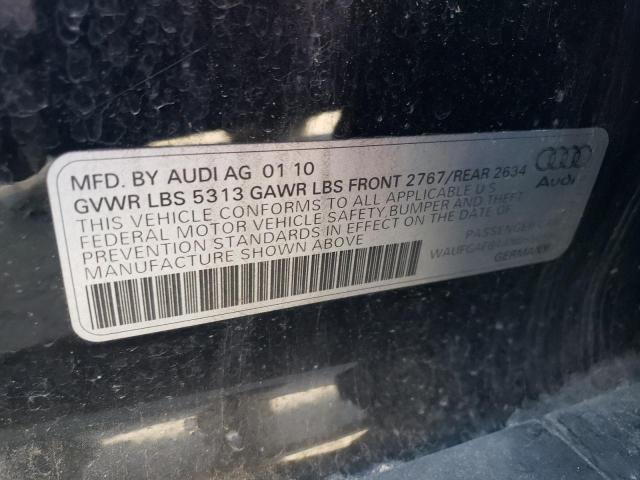 MFD. BY AUDI AG 01 10
GVWR LBS 5313 GAWR LBS FRONT 2767/REAR 2634
THIS VEHICLE CONFORMS TO ALL APPLICABLE U S
FEDERAL MOTOR VEHICLE SAFETY,BUMPER AND THEFT
PREVENTION STANDARDS IN EFFECT ON THE DATE OF
MANUFACTURE SHOWN ABOVE
Audi
PASSENGER
GERMANY